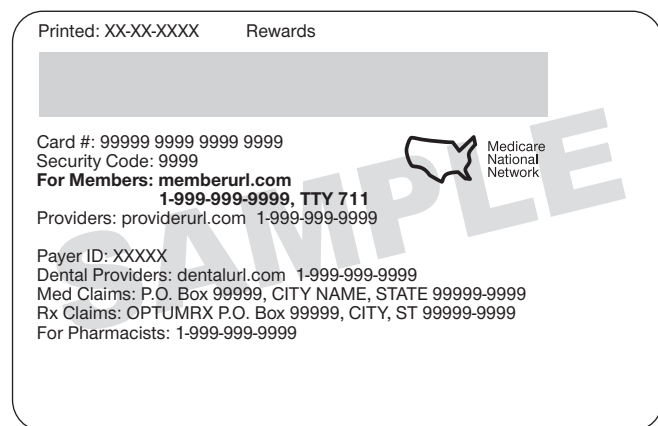 Printed: XX-XX-XXXX Rewards
Card #: 99999 9999 9999 9999
Security Code: 9999
For Members: memberurl.com
1-999-999-9999, TTY 711
Providers: providerurl.com 1-999-999-9999
Medicare
National
Network
Payer ID: XXXXX
Dental Providers: dentalurl.com 1-999-999-9999
Med Claims: P.O. Box 99999, CITY NAME, STATE 99999-9999
Rx Claims: OPTUMRX P.O. Box 99999, CITY, ST 99999-9999
For Pharmacists: 1-999-999-9999
SAMPLE